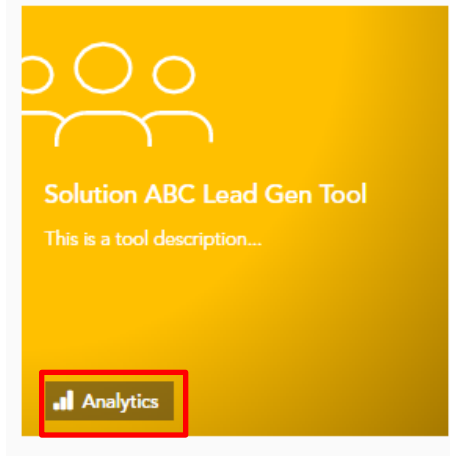 Solution ABC Lead Gen Tool
This is a tool description...
Analytics